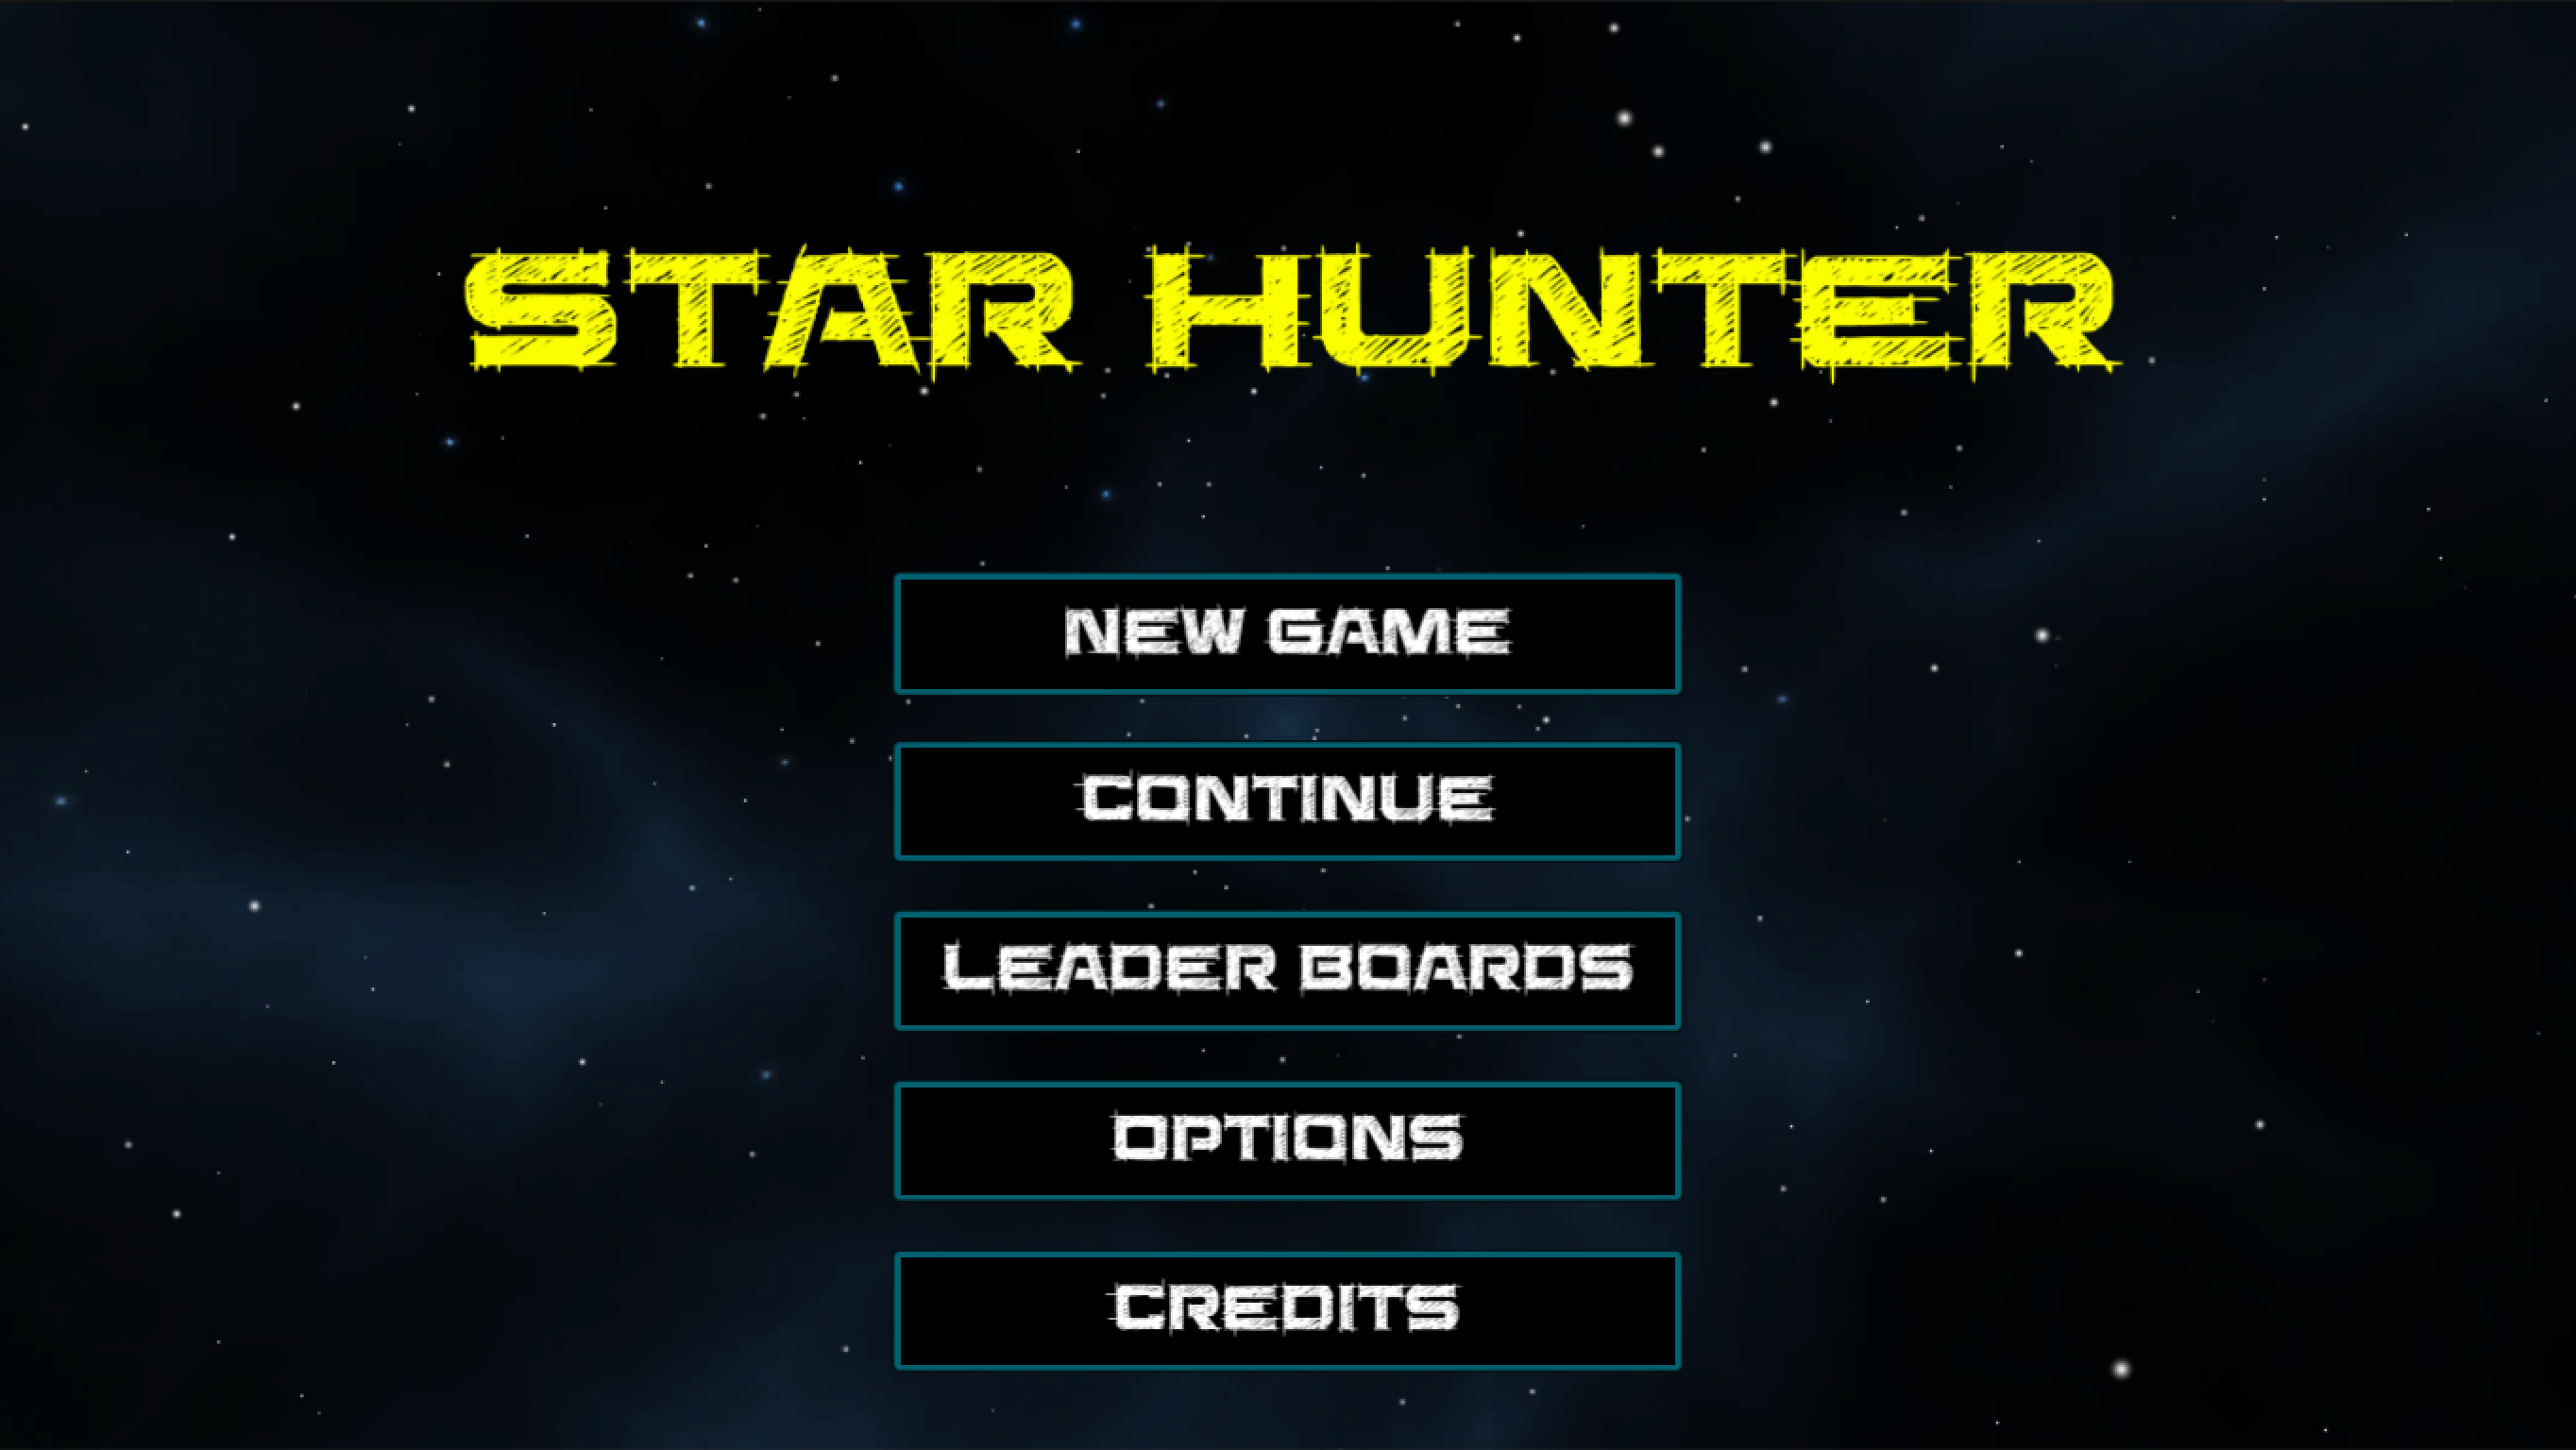 STAR HUNTER
NEW GAME
CONTINUE
LEADER BOARDS
OPTIONS
CREDITS